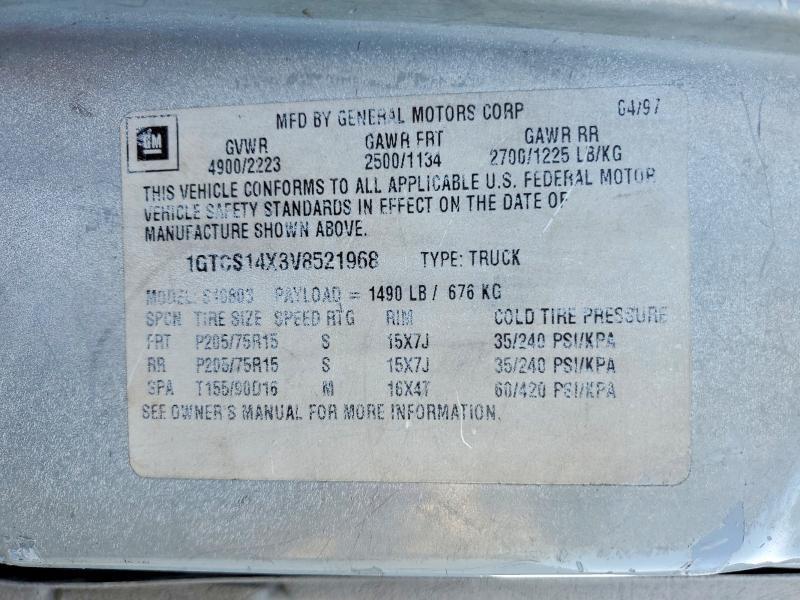 MFD BY GENERAL MOTORS CORP 04/97
GM
GVWR GAWR FRT GAWR RR
4900/2223 2500/1134 2700/1225 LB/KG
THIS VEHICLE CONFORMS TO ALL APPLICABLE U.S. FEDERAL MOTOR
VEHICLE SAFETY STANDARDS IN EFFECT ON THE DATE OF
MANUFACTURE SHOWN ABOVE.
1GTCS14X3V8521968 TYPE: TRUCK
MODEL: S10803 PAYLOAD = 1490 LB/ 676 KG
SPCN TIRE SIZE SPEED RTG RIM COLD TIRE PRESSURE
FRT P205/75R15 S 15X7J 35/240 PSI/KPA
RR P205/75R15 S 15X7J 35/240 PSI/KPA
SPA T155/90D16 M 16X4T 60/420 PSI/KPA
SEE OWNER'S MANUAL FOR MORE INFORMATION.